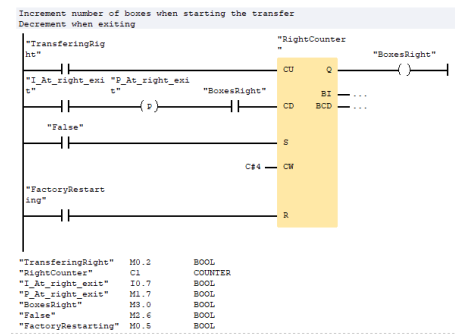 Increment number of boxes when starting the transfer
Decrement when exiting
"TransferingRig
ht"
"RightCounter
"
"BoxesRight"
CU Q
"I_At_right_exi
t"
"P_At_right_exi
t"
"BoxesRight"
BI ...
P
CD BCD ...
"False"
S
C#4 CW
"FactoryRestart
ing"
R
"TransferingRight" M0.2 BOOL
"RightCounter" C1 COUNTER
"I_At_right_exit" I0.7 BOOL
"P_At_right_exit" M1.7 BOOL
"BoxesRight" M3.0 BOOL
"False" M2.6 BOOL
"FactoryRestarting" M0.5 BOOL